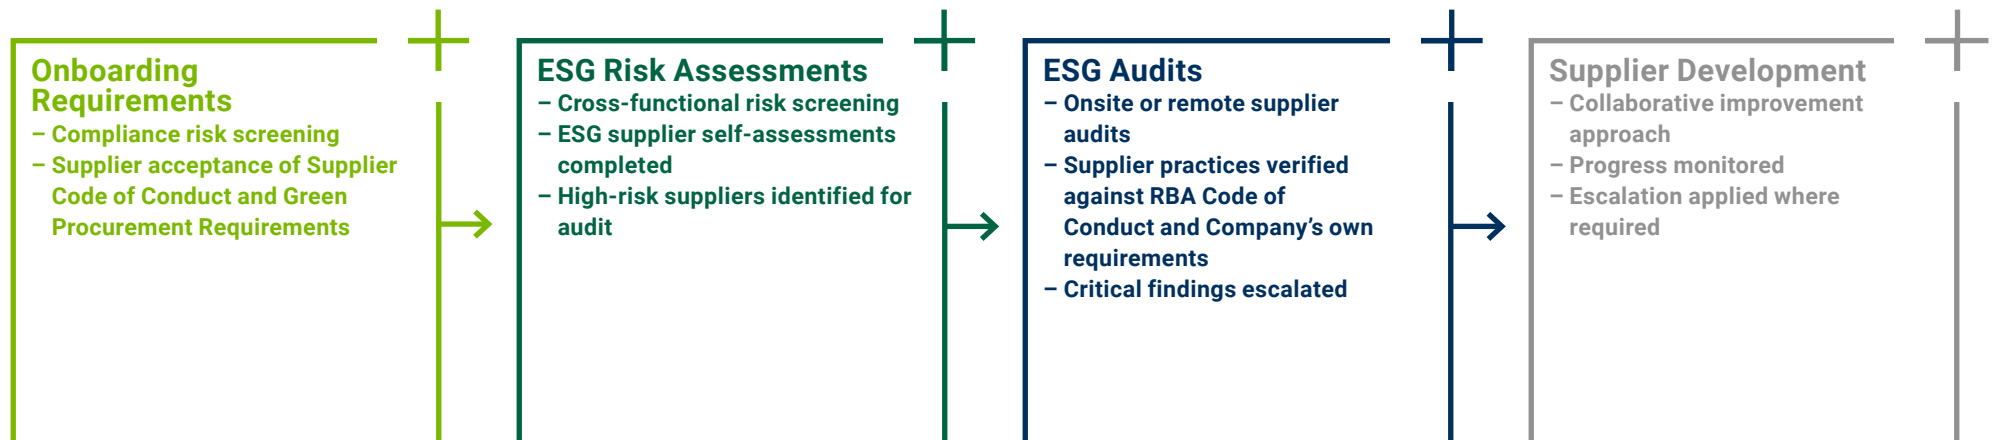 Onboarding
Requirements
– Compliance risk screening
– Supplier acceptance of Supplier
Code of Conduct and Green
Procurement Requirements
ESG Risk Assessments
– Cross-functional risk screening
– ESG supplier self-assessments
completed
– High-risk suppliers identified for
audit
ESG Audits
– Onsite or remote supplier
audits
– Supplier practices verified
against RBA Code of
Conduct and Company’s own
requirements
– Critical findings escalated
Supplier Development
– Collaborative improvement
approach
– Progress monitored
– Escalation applied where
required